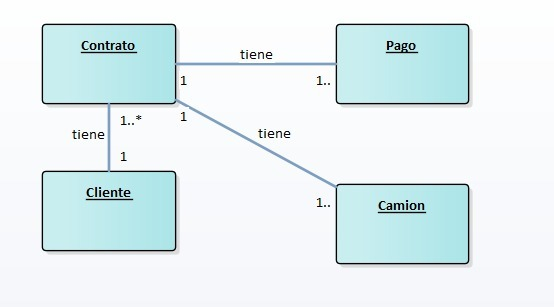 Contrato
Pago
tiene
1
1..
1..*
1
tiene
tiene
1
1..
Cliente
Camion